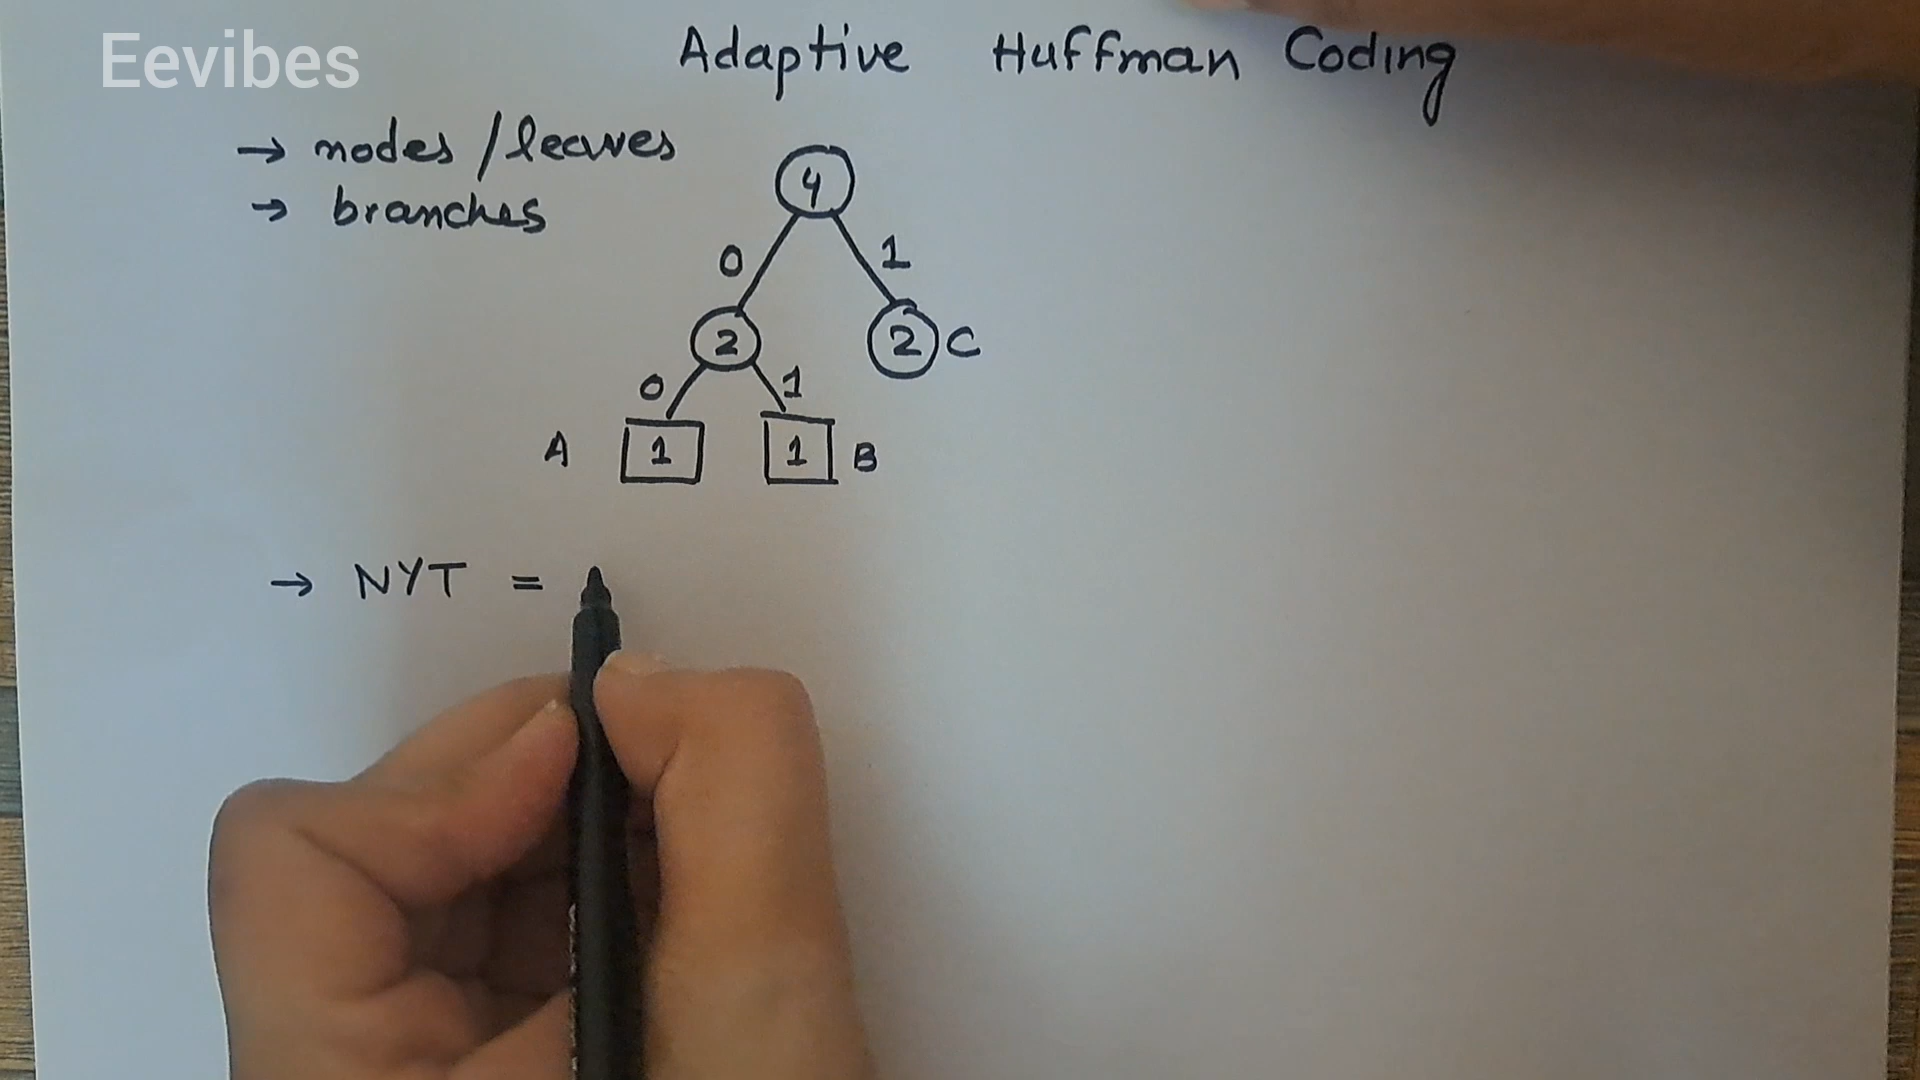 Eevibes
Adaptive Huffman Coding
→ nodes / leaves
→ branches
4
0 1
2 2 C
0 1
A 1 1 B
→ NYT =